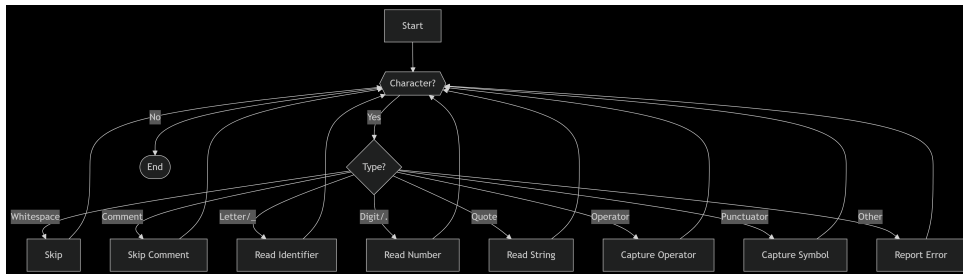 Start
Character?
No
Yes
End
Type?
Whitespace
Comment
Letter/_
Digit/.
Quote
Operator
Punctuator
Other
Skip
Skip Comment
Read Identifier
Read Number
Read String
Capture Operator
Capture Symbol
Report Error